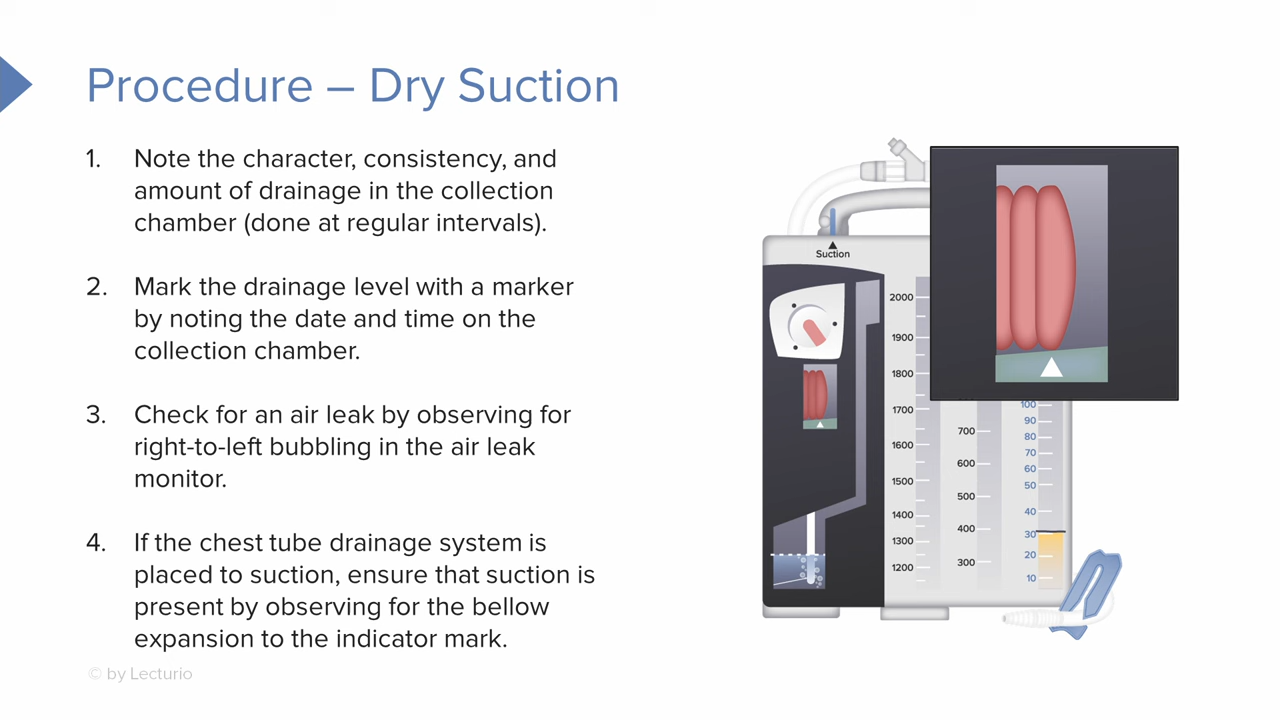 Procedure – Dry Suction
1. Note the character, consistency, and
amount of drainage in the collection
chamber (done at regular intervals).
2. Mark the drainage level with a marker
by noting the date and time on the
collection chamber.
3. Check for an air leak by observing for
right-to-left bubbling in the air leak
monitor.
4. If the chest tube drainage system is
placed to suction, ensure that suction is
present by observing for the bellow
expansion to the indicator mark.
© by Lecturio
Suction
2000
1900
1800
1700
1600
1500
1400
1300
1200
700
600
500
400
300
100
90
80
70
60
50
40
30
20
10